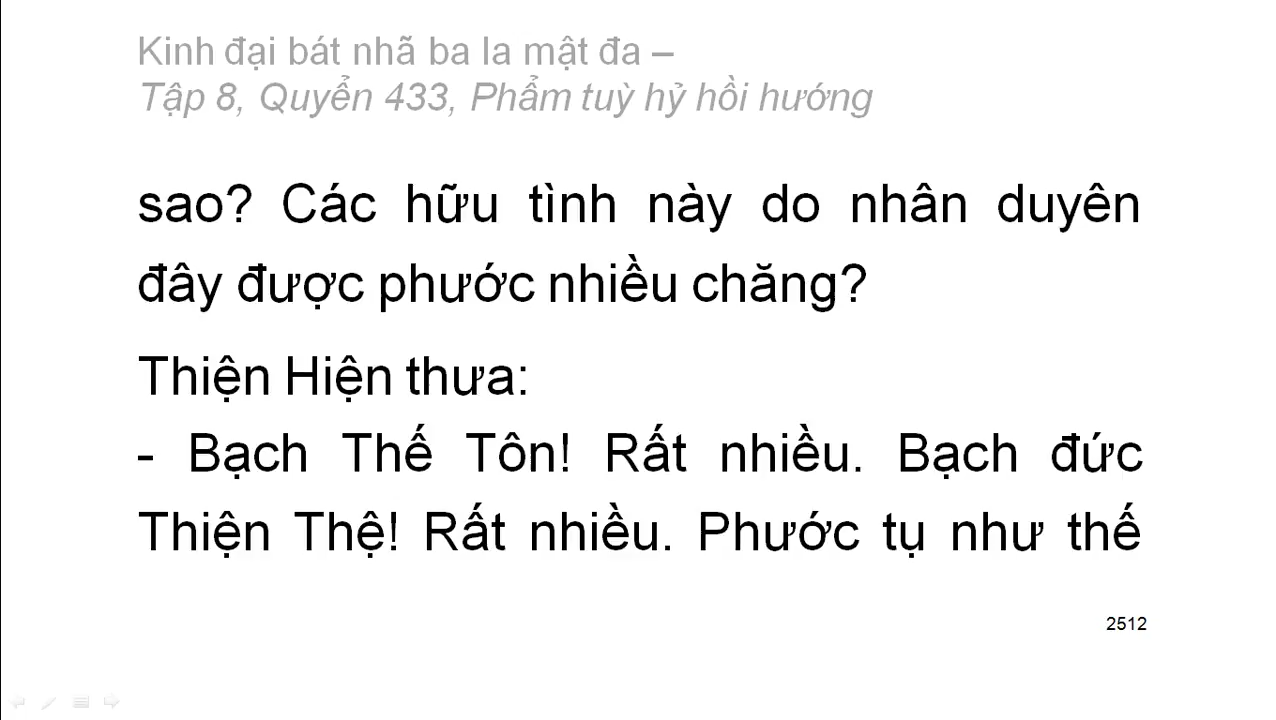 Kinh đại bát nhã ba la mật đa –
Tập 8, Quyển 433, Phẩm tuỳ hỷ hồi hướng
sao? Các hữu tình này do nhân duyên
đây được phước nhiều chăng?
Thiện Hiện thưa:
- Bạch Thế Tôn! Rất nhiều. Bạch đức
Thiện Thệ! Rất nhiều. Phước tụ như thế
2512